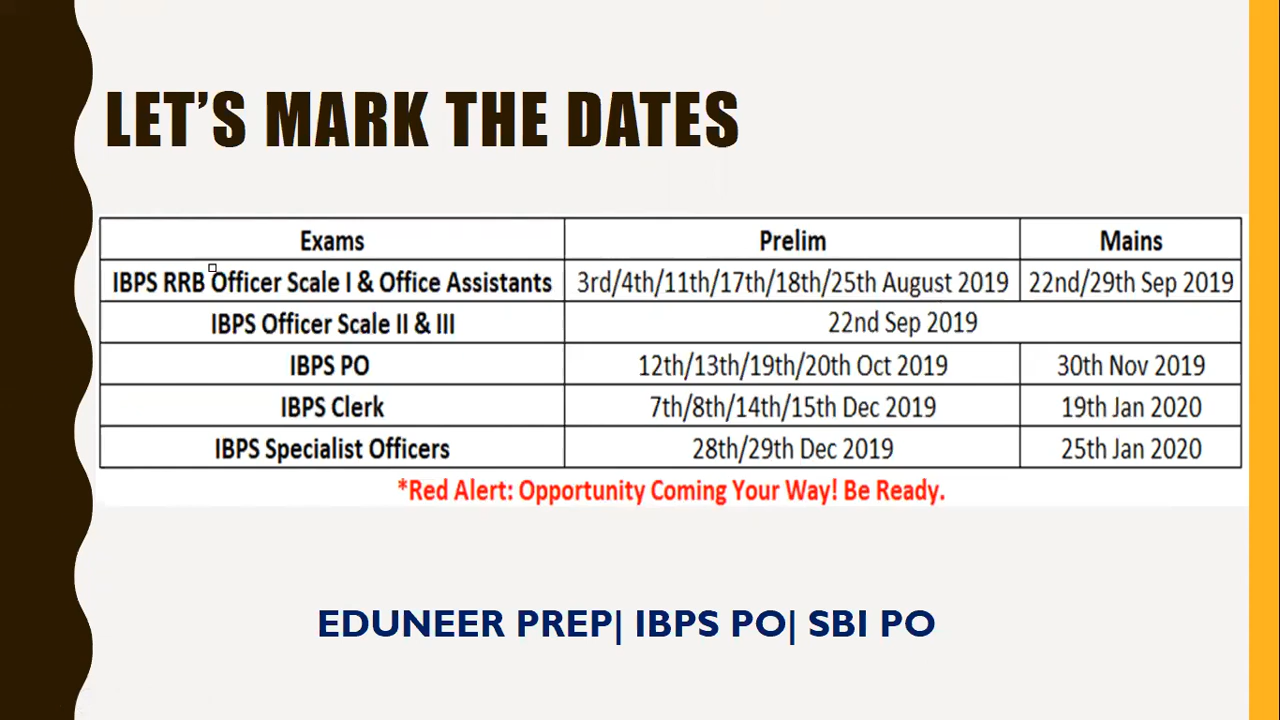 LET'S MARK THE DATES
Exams Prelim Mains
IBPS RRB Officer Scale I & Office Assistants 3rd/4th/11th/17th/18th/25th August 2019 22nd/29th Sep 2019
IBPS Officer Scale II & III 22nd Sep 2019
IBPS PO 12th/13th/19th/20th Oct 2019 30th Nov 2019
IBPS Clerk 7th/8th/14th/15th Dec 2019 19th Jan 2020
IBPS Specialist Officers 28th/29th Dec 2019 25th Jan 2020
*Red Alert: Opportunity Coming Your Way! Be Ready.
EDUNEER PREP| IBPS PO| SBI PO